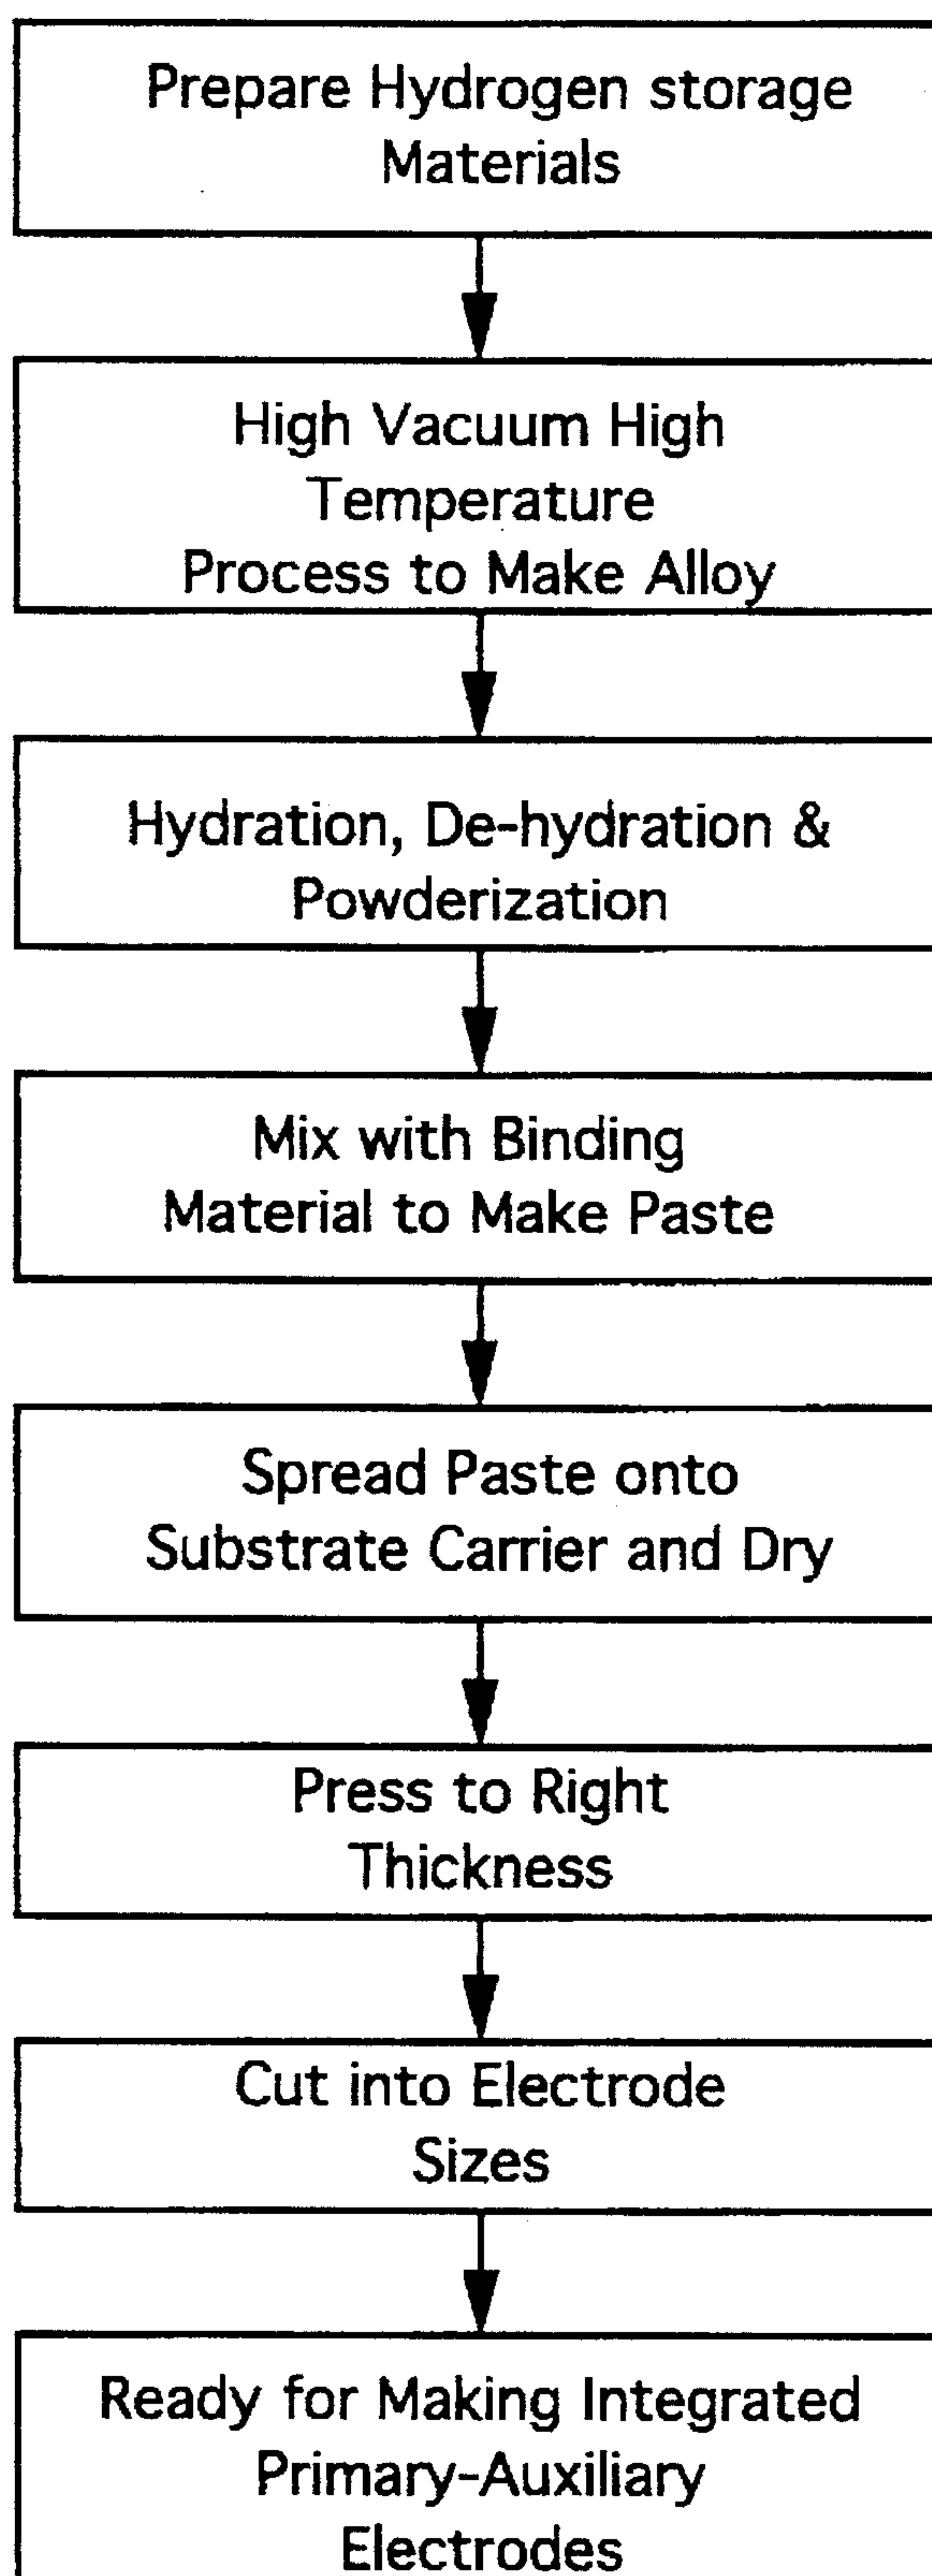 Prepare Hydrogen storage
Materials
High Vacuum High
Temperature
Process to Make Alloy
Hydration, De-hydration &
Powderization
Mix with Binding
Material to Make Paste
Spread Paste onto
Substrate Carrier and Dry
Press to Right
Thickness
Cut into Electrode
Sizes
Ready for Making Integrated
Primary-Auxiliary
Electrodes